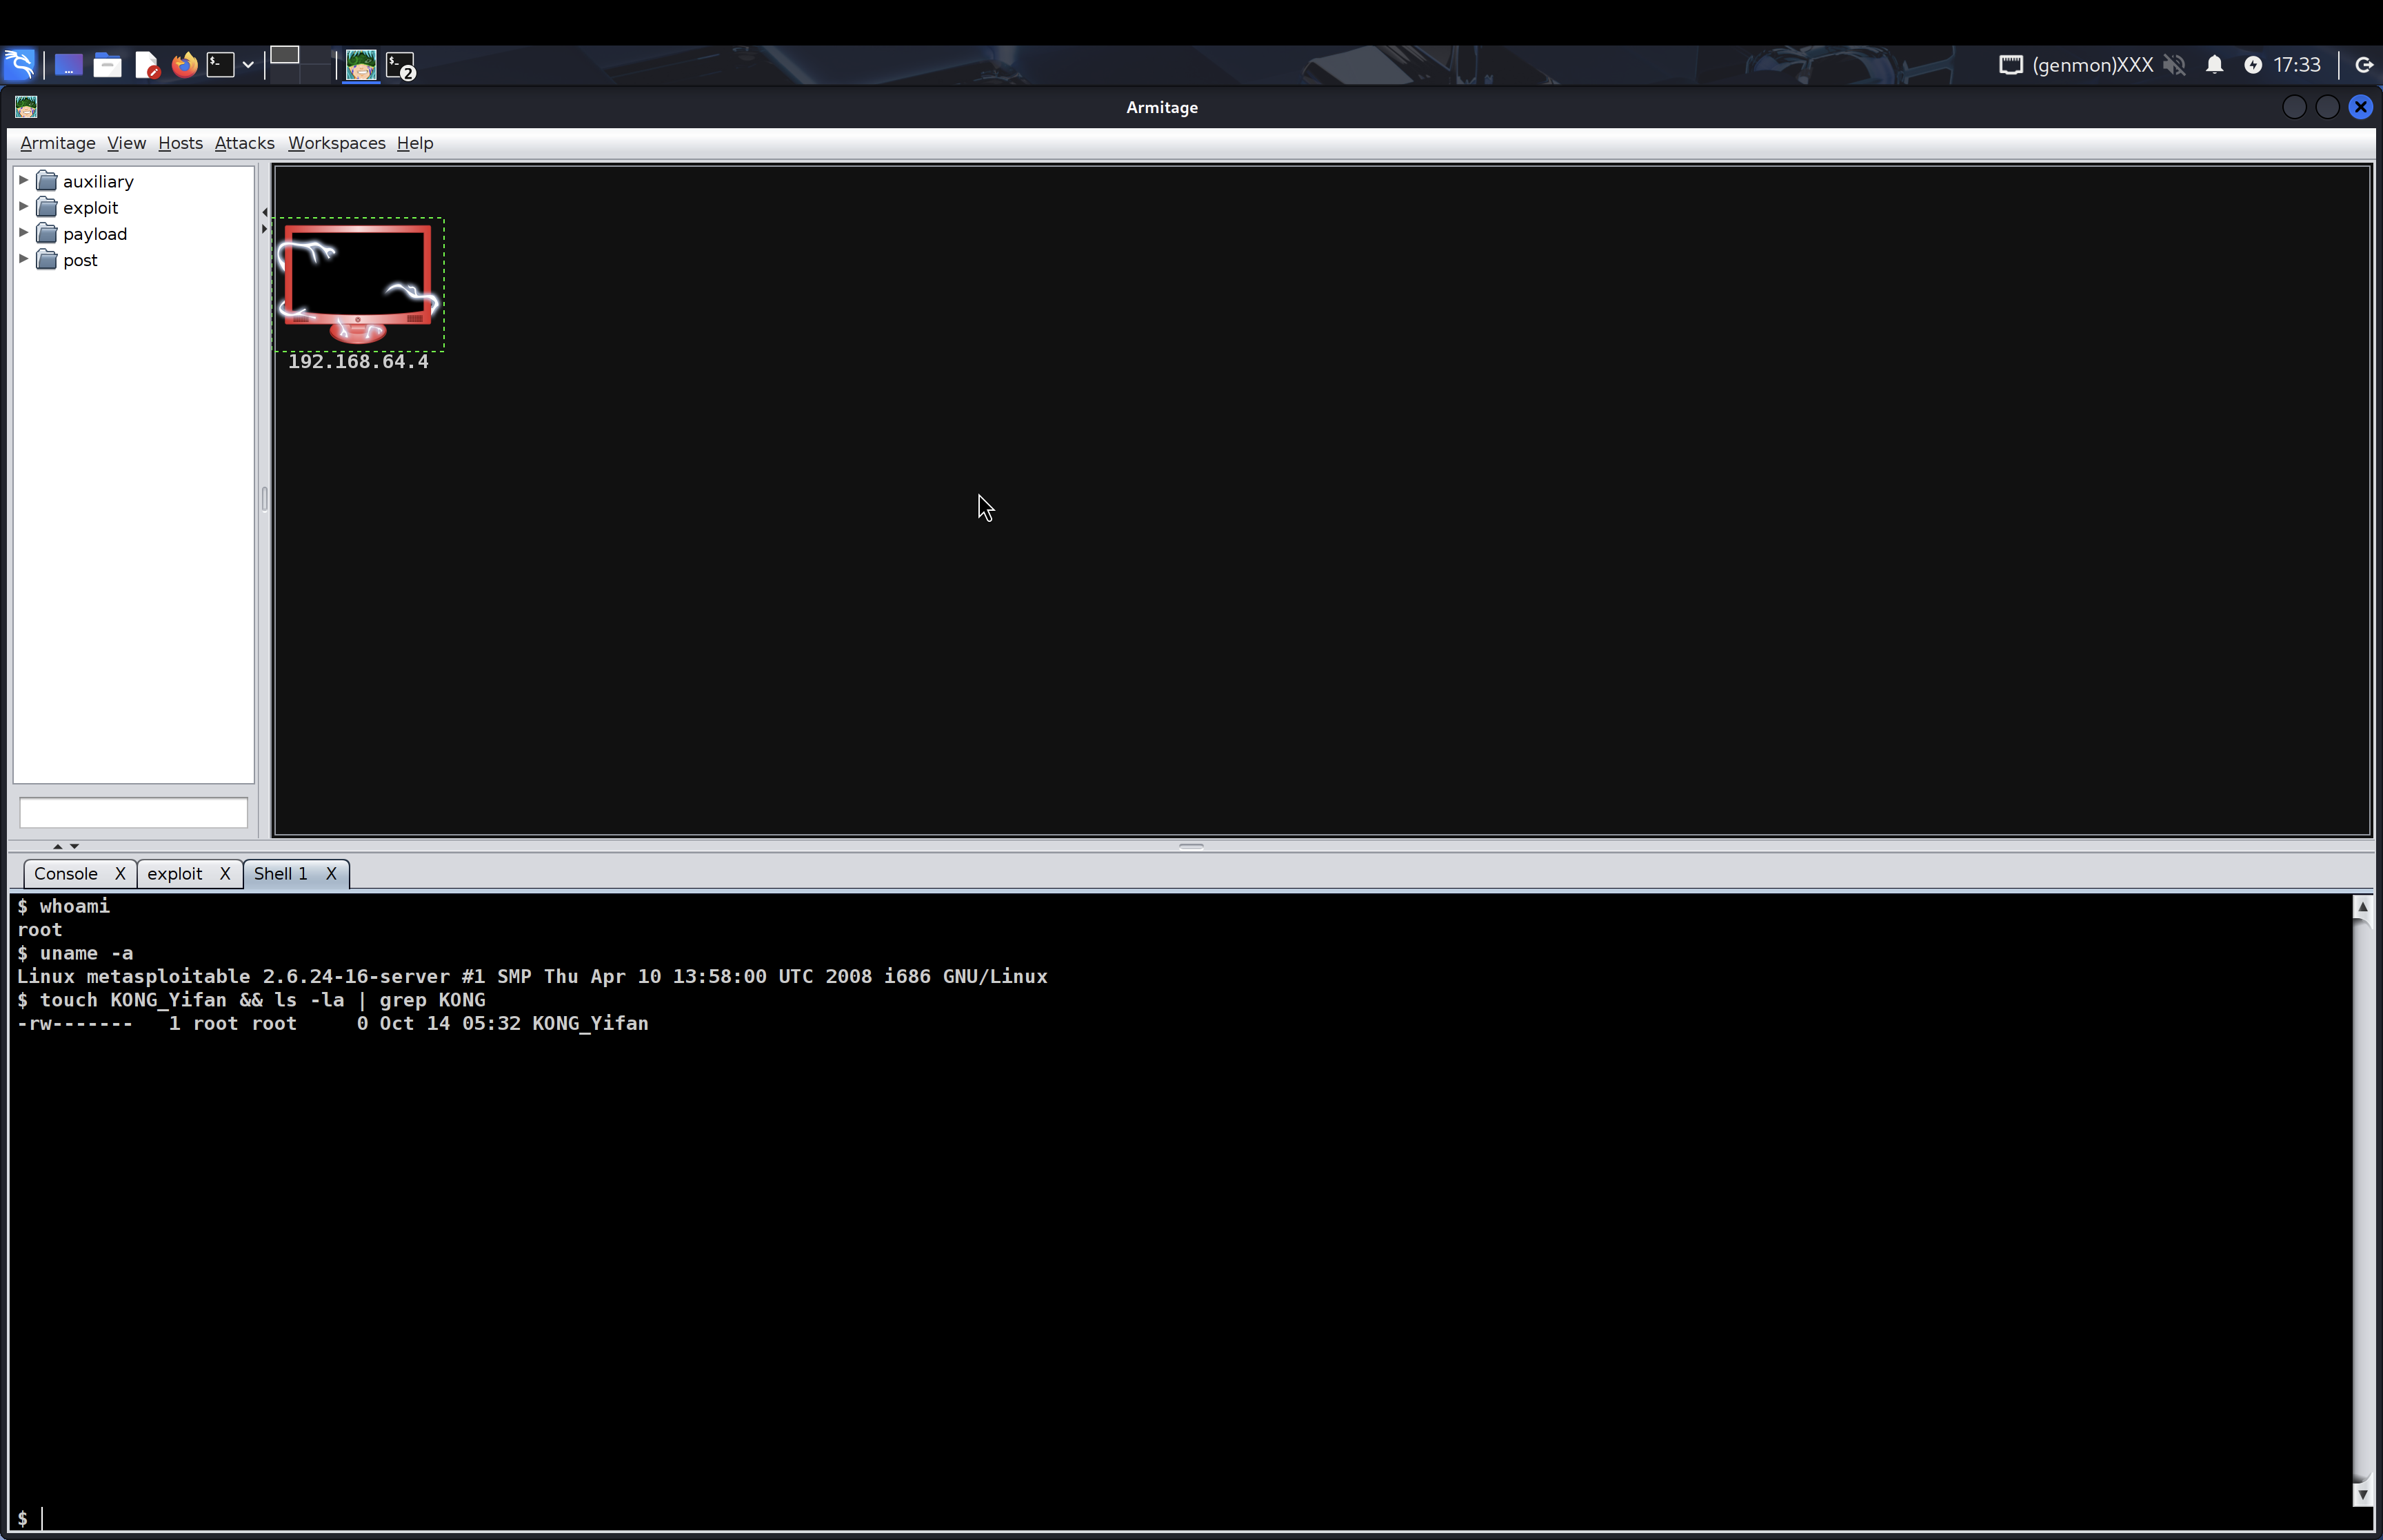 (genmon)XXX 17:33
2
Armitage
Armitage View Hosts Attacks Workspaces Help
auxiliary
exploit
payload
post
192.168.64.4
Console X exploit X Shell 1 X
$ whoami
root
$ uname -a
Linux metasploitable 2.6.24-16-server #1 SMP Thu Apr 10 13:58:00 UTC 2008 i686 GNU/Linux
$ touch KONG_Yifan && ls -la | grep KONG
-rw------- 1 root root 0 Oct 14 05:32 KONG_Yifan
$